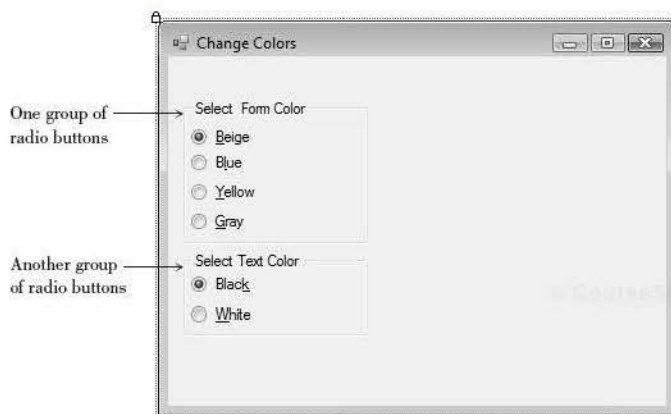 Change Colors
One group of
radio buttons
Select Form Color
Beige
Blue
Yellow
Gray
Another group
of radio buttons
Select Text Color
Black
White